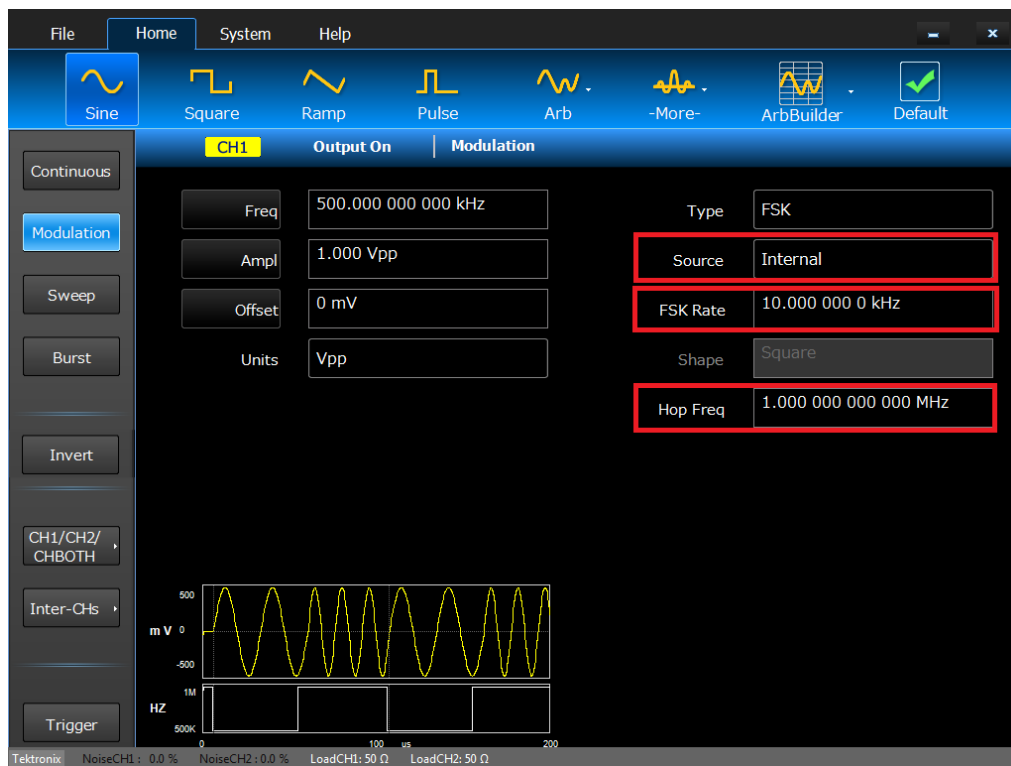 File Home System Help
Sine Square Ramp Pulse Arb -More- ArbBuilder Default
CH1 Output On Modulation
Continuous
Modulation
Sweep
Burst
Invert
CH1/CH2/
CHBOTH
Inter-CHs
Trigger
Freq 500.000 000 000 kHz
Ampl 1.000 Vpp
Offset 0 mV
Units Vpp
Type FSK
Source Internal
FSK Rate 10.000 000 0 kHz
Shape Square
Hop Freq 1.000 000 000 000 MHz
500
m V 0
-500
1M
HZ
500K
0 100 us 200
Tektronix NoiseCH1 : 0.0 % NoiseCH2 : 0.0 % LoadCH1: 50 Ω LoadCH2: 50 Ω